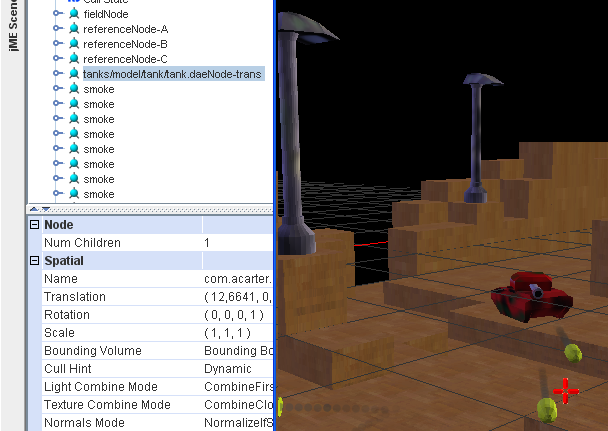 jME Scene
Cull State
fieldNode
referenceNode-A
referenceNode-B
referenceNode-C
tanks/model/tank/tank.daeNode-trans
smoke
smoke
smoke
smoke
smoke
smoke
smoke
smoke
Node
Num Children 1
Spatial
Name com.acarter.
Translation (12,6641, 0,
Rotation (0, 0, 0, 1)
Scale (1, 1, 1)
Bounding Volume Bounding Bo
Cull Hint Dynamic
Light Combine Mode CombineFirs
Texture Combine Mode CombineClo
Normals Mode NormalizeIfS